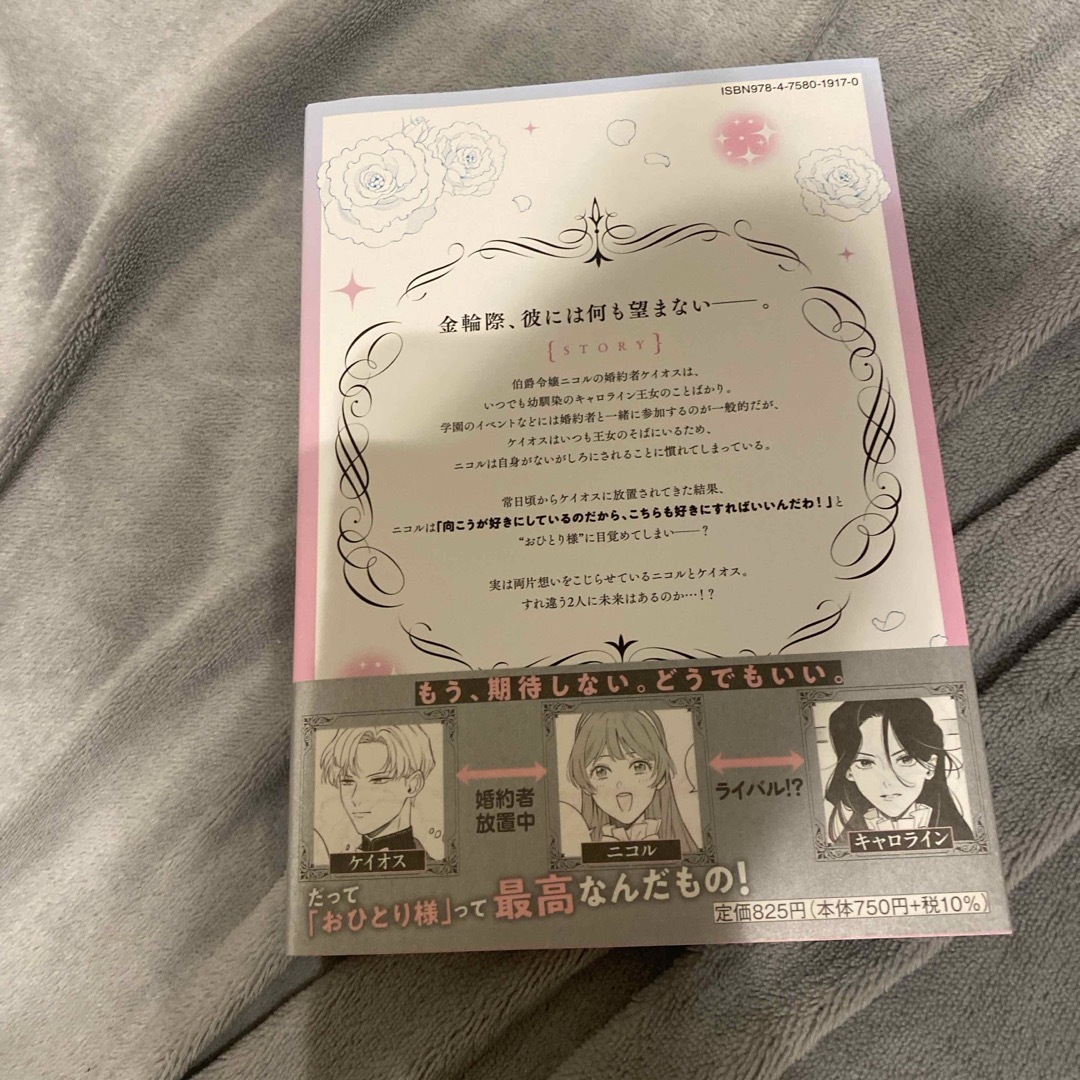 ISBN978-4-7580-1917-0
金輪際、彼には何も望まない——。
{STORY}
伯爵令嬢ニコルの婚約者ケイオスは、
いつでも幼馴染のキャロライン王女のことばかり。
学園のイベントなどには婚約者と一緒に参加するのが一般的だが、
ケイオスはいつも王女のそばにいるため、
ニコルは自身がないがしろにされることに慣れてしまっている。
常日頃からケイオスに放置されてきた結果、
ニコルは「向こうが好きにしているのだから、こちらも好きにすればいいんだわ！」と
“おひとり様”に目覚めてしまい——？
実は両片想いをこじらせているニコルとケイオス。
すれ違う2人に未来はあるのか…！？
もう、期待しない。どうでもいい。
婚約者
放置中
ライバル!?
ケイオス
ニコル
キャロライン
だって
「おひとり様」って最高なんだもの！
定価825円（本体750円+税10%）